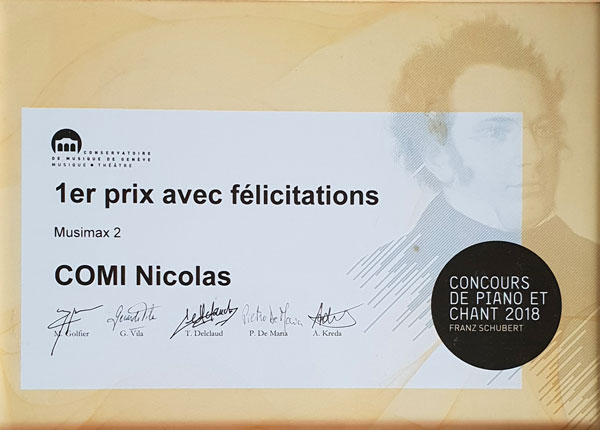 CONSERVATOIRE
DE MUSIQUE DE GENÈVE
MUSIQUE • THÉÂTRE
1er prix avec félicitations
Musimax 2
COMI Nicolas
M. Golfier G. Vila T. Delclaud P. De Maria A. Kreda
CONCOURS
DE PIANO ET
CHANT 2018
FRANZ SCHUBERT